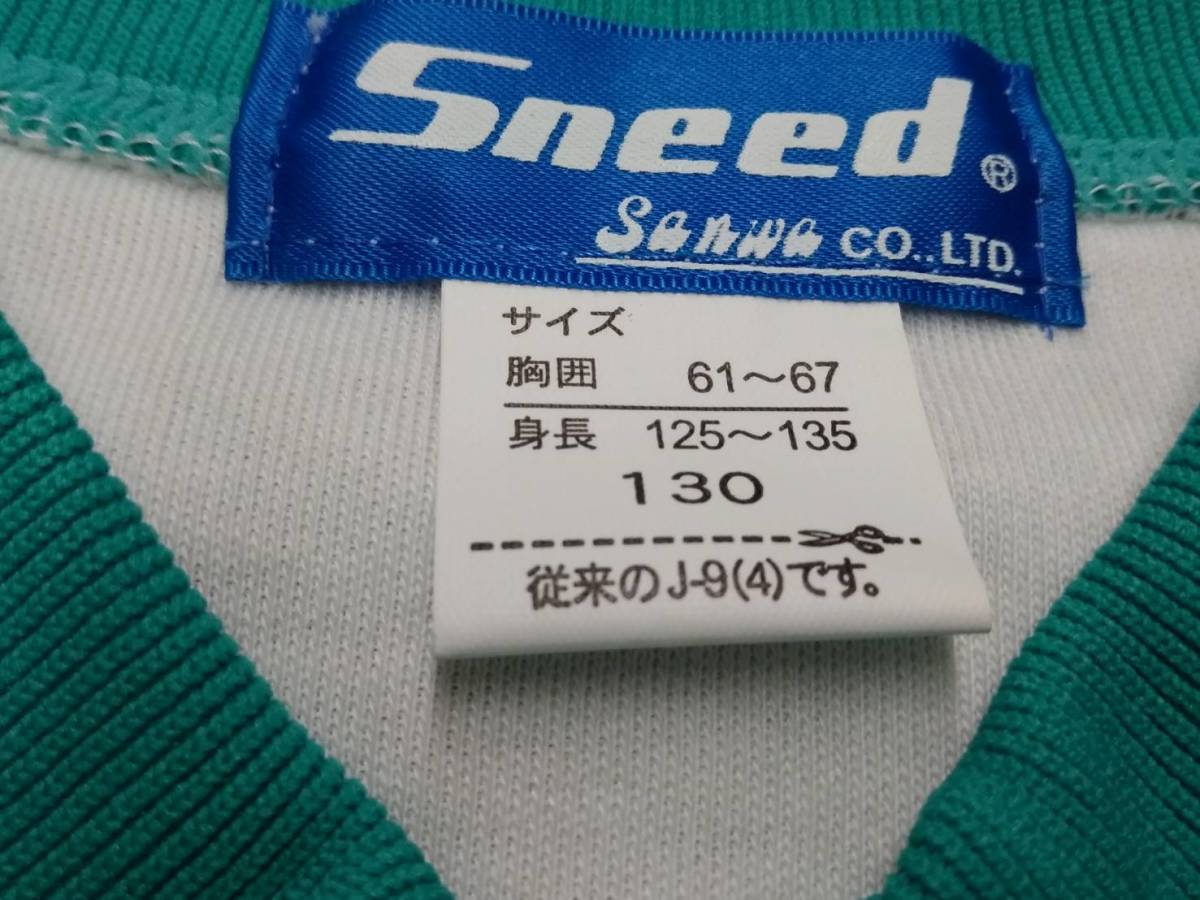 Sneed®
Sanwa CO.,LTD.
サイズ
胸囲 61～67
身長 125～135
130
従来のJ-9(4)です。